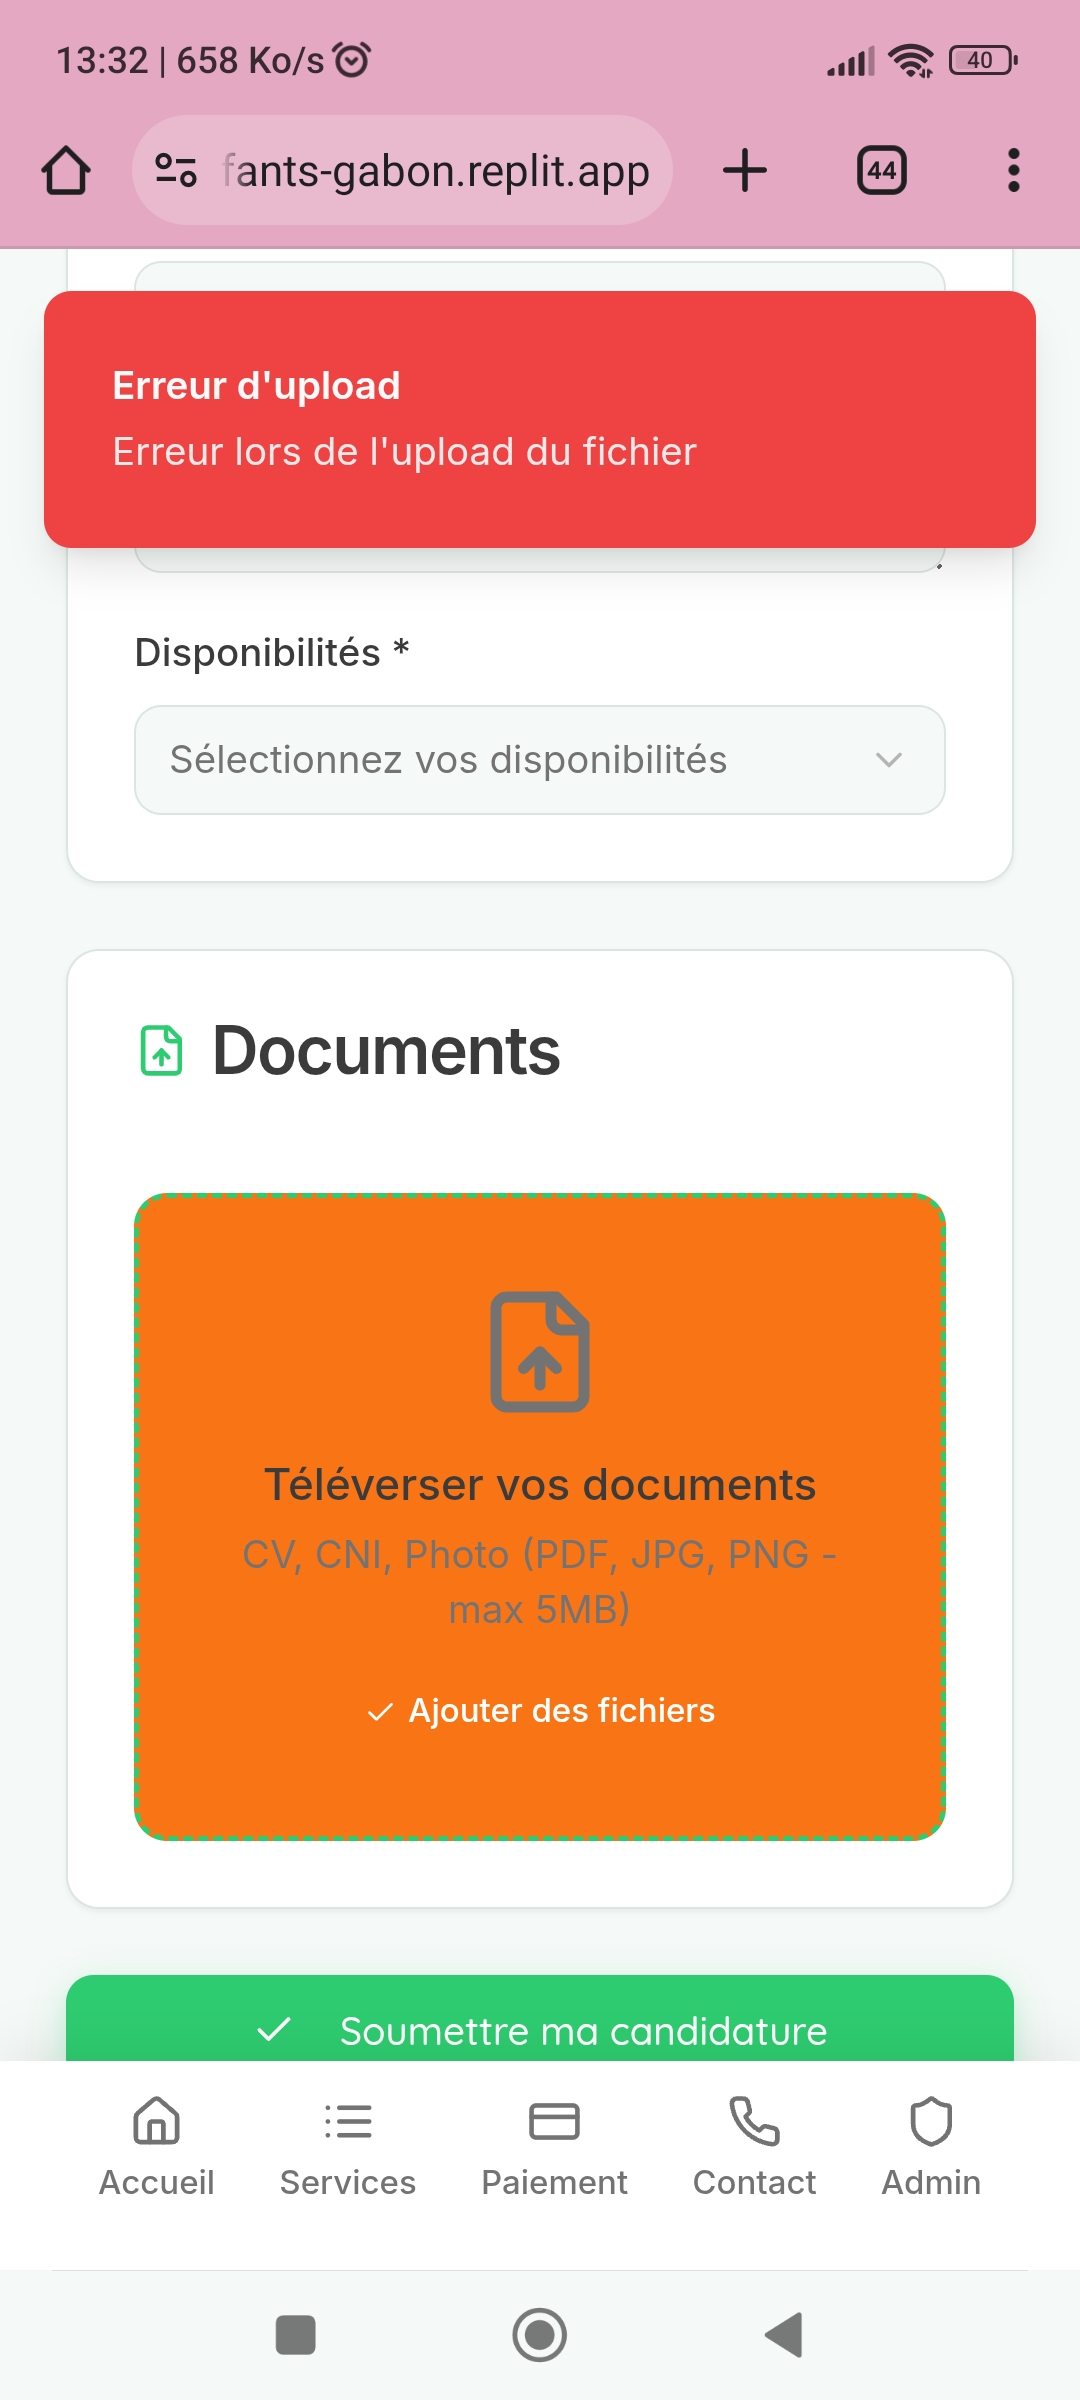 13:32 | 658 Ko/s
40
fants-gabon.replit.app
44
Erreur d'upload
Erreur lors de l'upload du fichier
Disponibilités *
Sélectionnez vos disponibilités
Documents
Téléverser vos documents
CV, CNI, Photo (PDF, JPG, PNG -
max 5MB)
Ajouter des fichiers
Soumettre ma candidature
Accueil
Services
Paiement
Contact
Admin